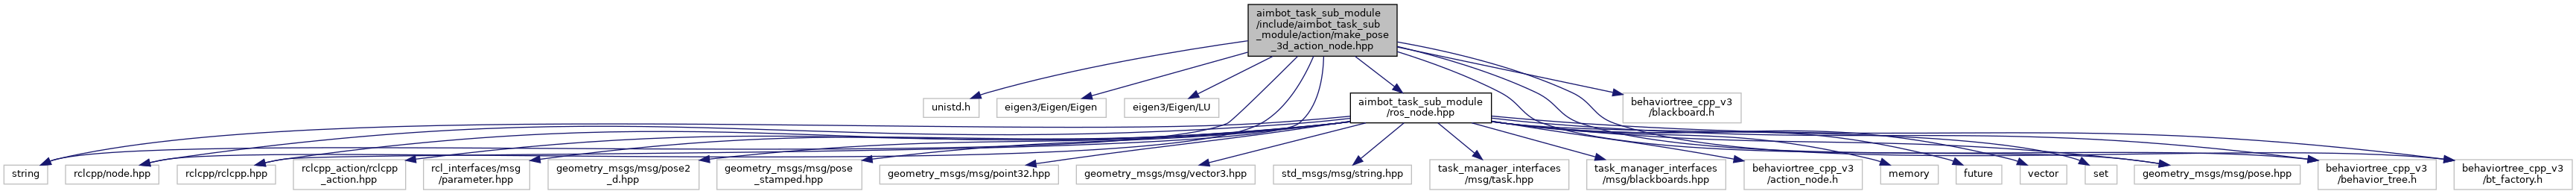 aimbot_task_sub_module
/include/aimbot_task_sub
_module/action/make_pose
_3d_action_node.hpp
unistd.h
eigen3/Eigen/Eigen
eigen3/Eigen/LU
aimbot_task_sub_module
/ros_node.hpp
behaviortree_cpp_v3
/blackboard.h
string
rclcpp/node.hpp
rclcpp/rclcpp.hpp
rclcpp_action/rclcpp
_action.hpp
rcl_interfaces/msg
/parameter.hpp
geometry_msgs/msg/pose2
_d.hpp
geometry_msgs/msg/pose
_stamped.hpp
geometry_msgs/msg/point32.hpp
geometry_msgs/msg/vector3.hpp
std_msgs/msg/string.hpp
task_manager_interfaces
/msg/task.hpp
task_manager_interfaces
/msg/blackboards.hpp
behaviortree_cpp_v3
/action_node.h
memory
future
vector
set
geometry_msgs/msg/pose.hpp
behaviortree_cpp_v3
/behavior_tree.h
behaviortree_cpp_v3
/bt_factory.h